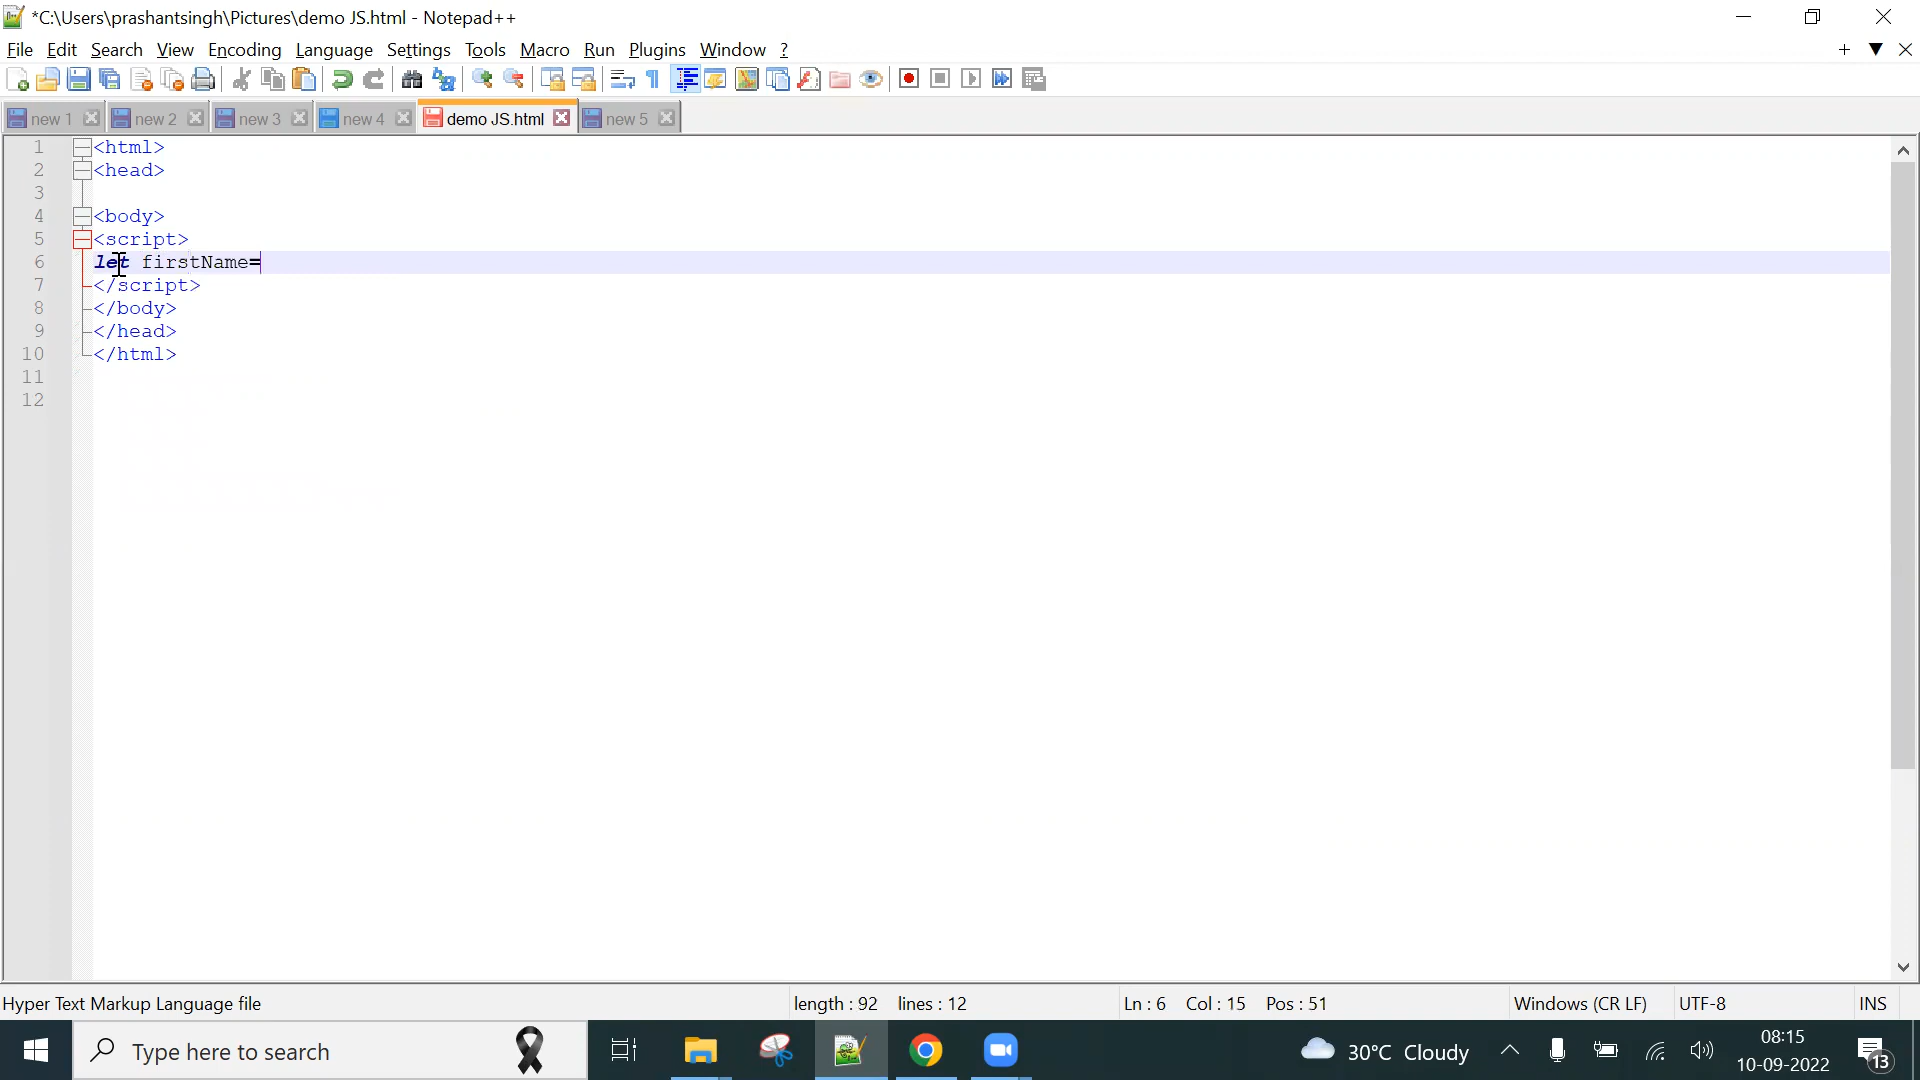 *C:\Users\prashantsingh\Pictures\demo JS.html - Notepad++
File Edit Search View Encoding Language Settings Tools Macro Run Plugins Window ?
new 1 new 2 new 3 new 4 demo JS.html new 5
1 <html>
2 <head>
3
4 <body>
5 <script>
6 let firstName=
7 </script>
8 </body>
9 </head>
10 </html>
11
12
Hyper Text Markup Language file length : 92 lines : 12 Ln : 6 Col : 15 Pos : 51 Windows (CR LF) UTF-8 INS
Type here to search 30°C Cloudy 08:15
10-09-2022 13